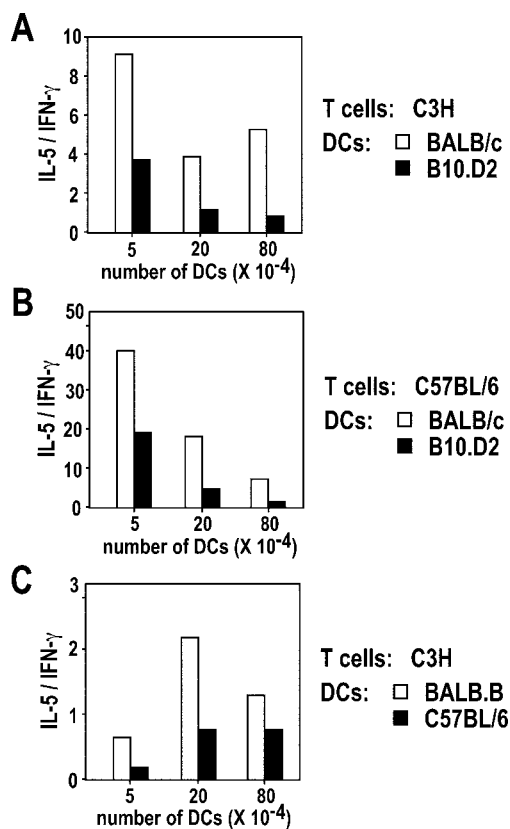 A
10
8
6
4
2
0
IL-5 / IFN-γ
5 20 80
number of DCs (X 10-4)
T cells: C3H
DCs: BALB/c
B10.D2
B
50
40
30
20
10
0
IL-5 / IFN-γ
5 20 80
number of DCs (X 10-4)
T cells: C57BL/6
DCs: BALB/c
B10.D2
C
3
2
1
0
IL-5 / IFN-γ
5 20 80
number of DCs (X 10-4)
T cells: C3H
DCs: BALB.B
C57BL/6